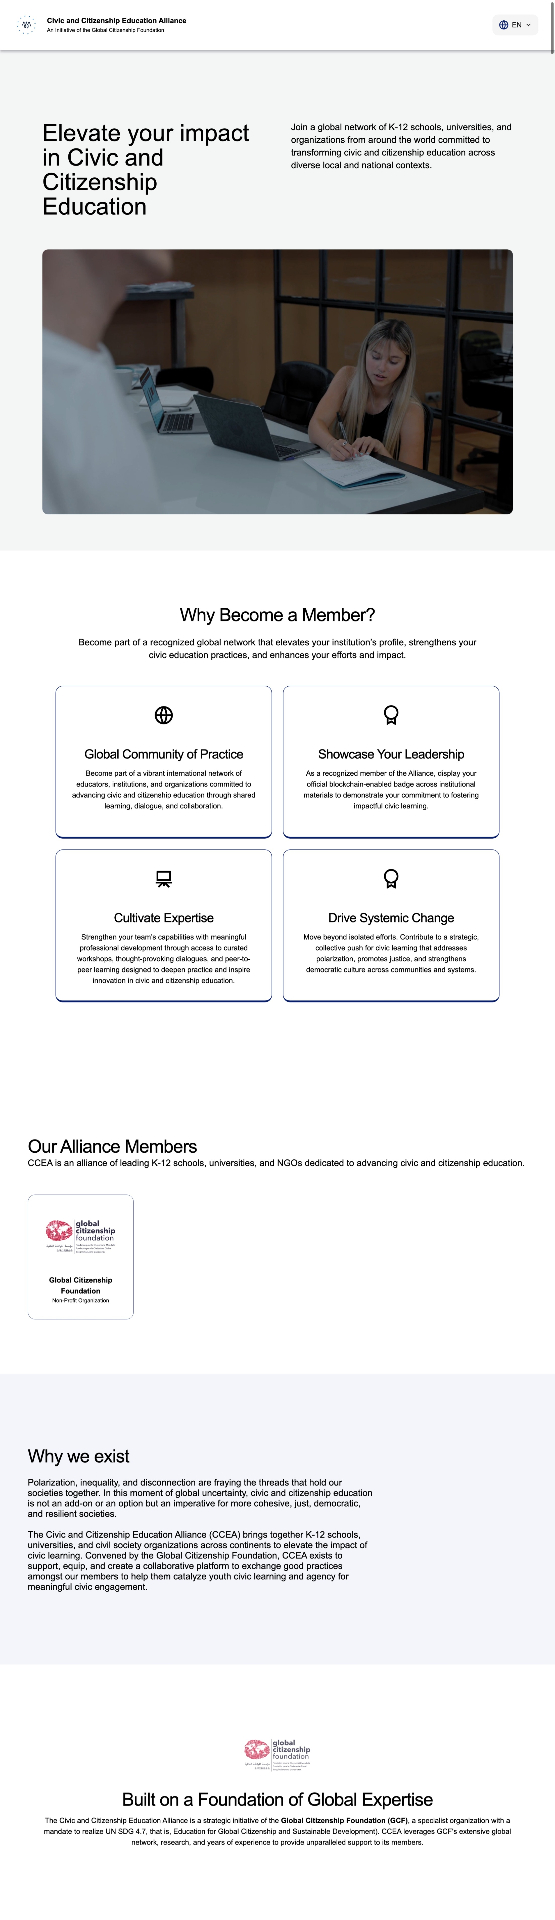 Civic and Citizenship Education Alliance
An Initiative of the Global Citizenship Foundation
EN
Elevate your impact
in Civic and
Citizenship
Education
Join a global network of K-12 schools, universities, and
organizations from around the world committed to
transforming civic and citizenship education across
diverse local and national contexts.
Why Become a Member?
Become part of a recognized global network that elevates your institution's profile, strengthens your
civic education practices, and enhances your efforts and impact.
Global Community of Practice
Become part of a vibrant international network of
educators, institutions, and organizations committed to
advancing civic and citizenship education through shared
learning, dialogue, and collaboration.
Showcase Your Leadership
As a recognized member of the Alliance, display your
official blockchain-enabled badge across institutional
materials to demonstrate your commitment to fostering
impactful civic learning.
Cultivate Expertise
Strengthen your team's capabilities with meaningful
professional development through access to curated
workshops, thought-provoking dialogues, and peer-to-
peer learning designed to deepen practice and inspire
innovation in civic and citizenship education.
Drive Systemic Change
Move beyond isolated efforts. Contribute to a strategic,
collective push for civic learning that addresses
polarization, promotes justice, and strengthens
democratic culture across communities and systems.
Our Alliance Members
CCEA is an alliance of leading K-12 schools, universities, and NGOs dedicated to advancing civic and citizenship education.
global
citizenship
foundation
Global Citizenship
Foundation
Non-Profit Organization
Why we exist
Polarization, inequality, and disconnection are fraying the threads that hold our
societies together. In this moment of global uncertainty, civic and citizenship education
is not an add-on or an option but an imperative for more cohesive, just, democratic,
and resilient societies.
The Civic and Citizenship Education Alliance (CCEA) brings together K-12 schools,
universities, and civil society organizations across continents to elevate the impact of
civic learning. Convened by the Global Citizenship Foundation, CCEA exists to
support, equip, and create a collaborative platform to exchange good practices
amongst our members to help them catalyze youth civic learning and agency for
meaningful civic engagement.
global
citizenship
foundation
Built on a Foundation of Global Expertise
The Civic and Citizenship Education Alliance is a strategic initiative of the Global Citizenship Foundation (GCF), a specialist organization with a
mandate to realize UN SDG 4.7, that is, Education for Global Citizenship and Sustainable Development). CCEA leverages GCF's extensive global
network, research, and years of experience to provide unparalleled support to its members.